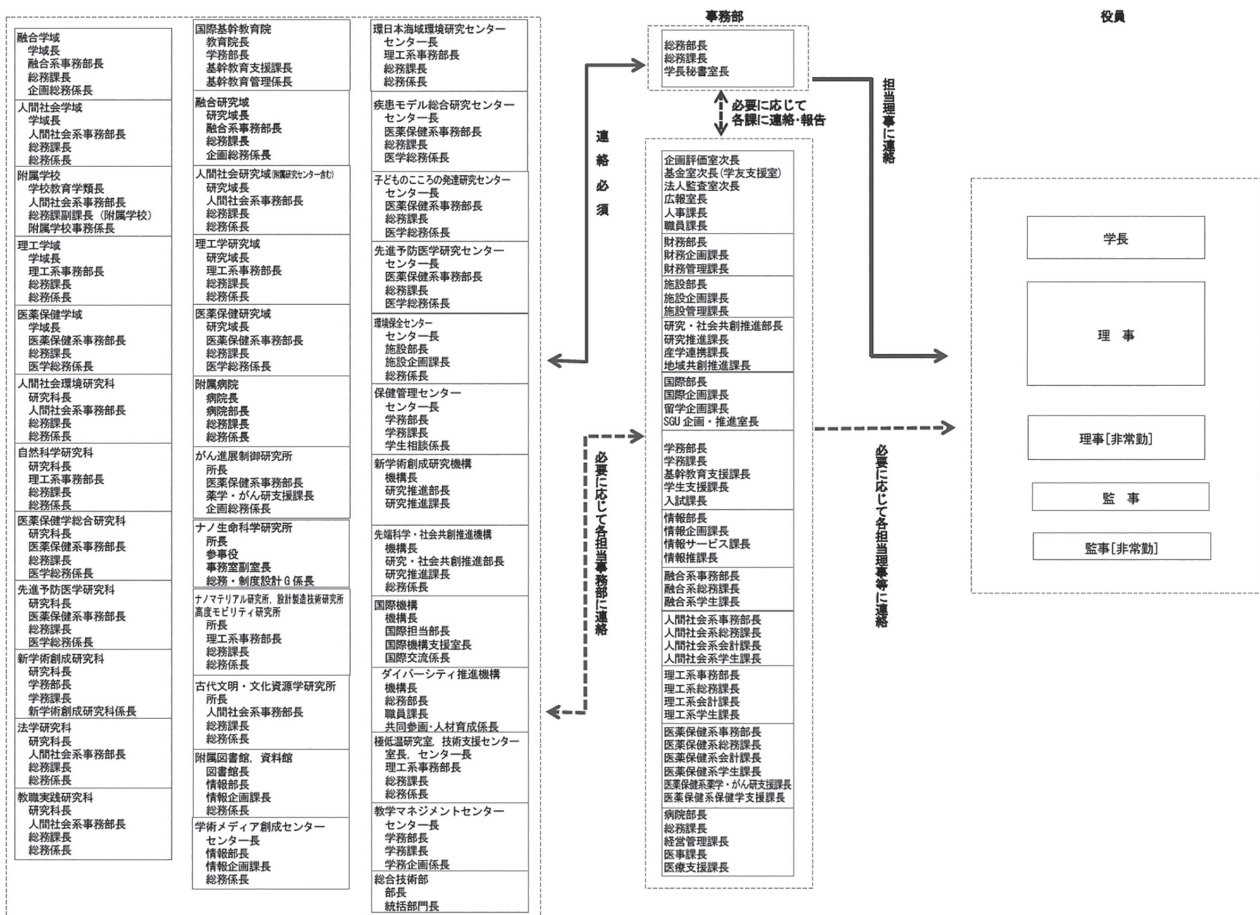 融合学域
学域長
融合系事務部長
総務課長
企画総務係長
人間社会学域
学域長
人間社会系事務部長
総務課長
総務係長
附属学校
学校教育学類長
人間社会系事務部長
総務課副課長（附属学校）
附属学校事務係長
理工学域
学域長
理工系事務部長
総務課長
総務係長
医薬保健学域
学域長
医薬保健系事務部長
総務課長
医学総務係長
人間社会環境研究科
研究科長
人間社会系事務部長
総務課長
総務係長
自然科学研究科
研究科長
理工系事務部長
総務課長
総務係長
医薬保健学総合研究科
研究科長
医薬保健系事務部長
総務課長
医学総務係長
先進予防医学研究科
研究科長
医薬保健系事務部長
総務課長
医学総務係長
新学術創成研究科
研究科長
学務部長
学務課長
新学術創成研究科係長
法学研究科
研究科長
人間社会系事務部長
総務課長
総務係長
教職実践研究科
研究科長
人間社会系事務部長
総務課長
総務係長
国際基幹教育院
教育院長
学務部長
基幹教育支援課長
基幹教育管理係長
融合研究域
研究域長
融合系事務部長
総務課長
企画総務係長
人間社会研究域(附属研究センター含む)
研究域長
人間社会系事務部長
総務課長
総務係長
理工学研究域
研究域長
理工系事務部長
総務課長
総務係長
医薬保健研究域
研究域長
医薬保健系事務部長
総務課長
医学総務係長
附属病院
病院長
病院部長
総務課長
総務係長
がん進展制御研究所
所長
医薬保健系事務部長
薬学・がん研支援課長
企画総務係長
ナノ生命科学研究所
所長
参事役
事務室副室長
総務・制度設計G係長
ナノマテリアル研究所，設計製造技術研究所
高度モビリティ研究所
所長
理工系事務部長
総務課長
総務係長
古代文明・文化資源学研究所
所長
人間社会系事務部長
総務課長
総務係長
附属図書館，資料館
図書館長
情報部長
情報企画課長
総務係長
学術メディア創成センター
センター長
情報部長
情報企画課長
総務係長
環日本海域環境研究センター
センター長
理工系事務部長
総務課長
総務係長
疾患モデル総合研究センター
センター長
医薬保健系事務部長
総務課長
医学総務係長
子どものこころの発達研究センター
センター長
医薬保健系事務部長
総務課長
医学総務係長
先進予防医学研究センター
センター長
医薬保健系事務部長
総務課長
医学総務係長
環境保全センター
センター長
施設部長
施設企画課長
総務係長
保健管理センター
センター長
学務部長
学務課長
学生相談係長
新学術創成研究機構
機構長
研究推進部長
研究推進課長
先端科学・社会共創推進機構
機構長
研究・社会共創推進部長
研究推進課長
総務係長
国際機構
機構長
国際担当部長
国際機構支援室長
国際交流係長
ダイバーシティ推進機構
機構長
総務部長
職員課長
共同参画・人材育成係長
極低温研究室，技術支援センター
室長，センター長
理工系事務部長
総務課長
総務係長
教学マネジメントセンター
センター長
学務部長
学務課長
学務企画係長
総合技術部
部長
統括部門長
連絡必須
必要に応じて各担当事務部に連絡
事務部
総務部長
総務課長
学長秘書室長
必要に応じて
各課に連絡・報告
企画評価室次長
基金室次長(学友支援室)
法人監査室次長
広報室長
人事課長
職員課長
財務部長
財務企画課長
財務管理課長
施設部長
施設企画課長
施設管理課長
研究・社会共創推進部長
研究推進課長
産学連携課長
地域共創推進課長
国際部長
国際企画課長
留学企画課長
SGU企画・推進室長
学務部長
学務課長
基幹教育支援課長
学生支援課長
入試課長
情報部長
情報企画課長
情報サービス課長
情報推課長
融合系事務部長
融合系総務課長
融合系学生課長
人間社会系事務部長
人間社会系総務課長
人間社会系会計課長
人間社会系学生課長
理工系事務部長
理工系総務課長
理工系会計課長
理工系学生課長
医薬保健系事務部長
医薬保健系総務課長
医薬保健系会計課長
医薬保健系学生課長
医薬保健系薬学・がん研支援課長
医薬保健系保健学支援課長
病院部長
総務課長
経営管理課長
医事課長
医療支援課長
担当理事に連絡
必要に応じて各担当理事等に連絡
役員
学長
理　事
理事[非常勤]
監　事
監事[非常勤]